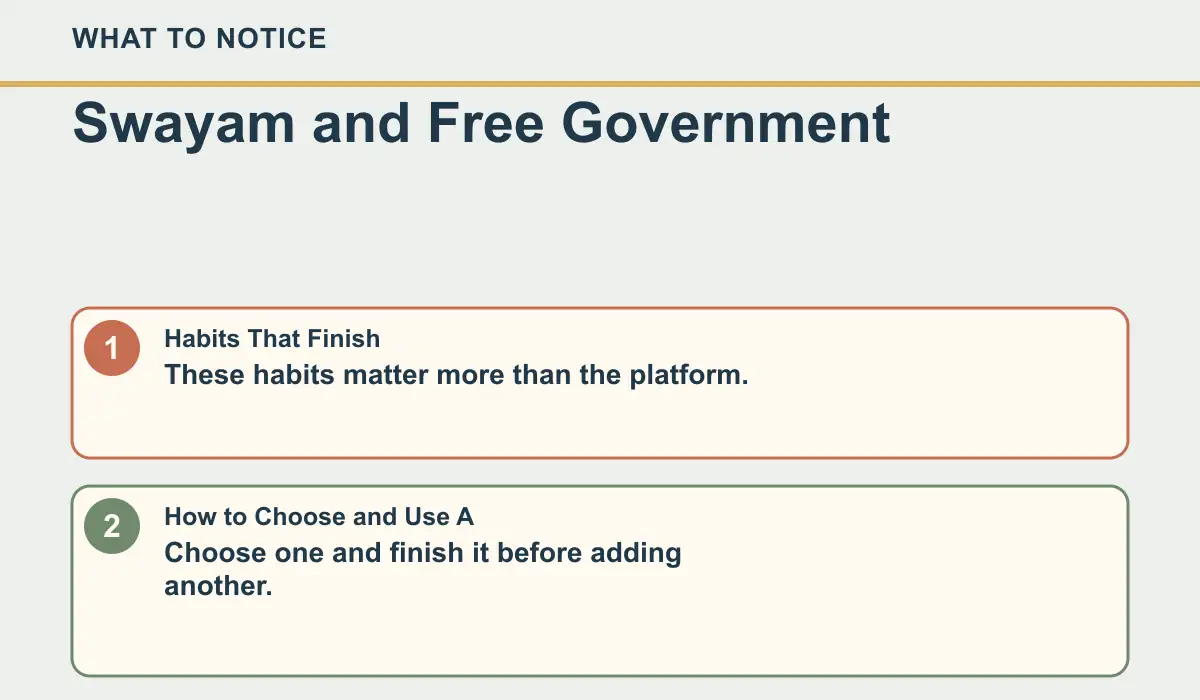 WHAT TO NOTICE
Swayam and Free Government
1
Habits That Finish
These habits matter more than the platform.
2
How to Choose and Use A
Choose one and finish it before adding
another.